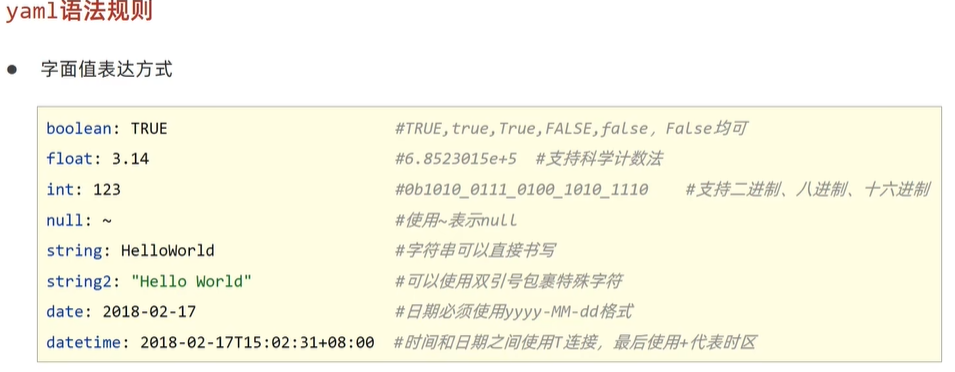 yaml语法规则
● 字面值表达方式
boolean: TRUE #TRUE,true,True,FALSE,false，False均可
float: 3.14 #6.8523015e+5 #支持科学计数法
int: 123 #0b1010_0111_0100_1010_1110 #支持二进制、八进制、十六进制
null: ~ #使用~表示null
string: HelloWorld #字符串可以直接书写
string2: "Hello World" #可以使用双引号包裹特殊字符
date: 2018-02-17 #日期必须使用yyyy-MM-dd格式
datetime: 2018-02-17T15:02:31+08:00 #时间和日期之间使用T连接，最后使用+代表时区